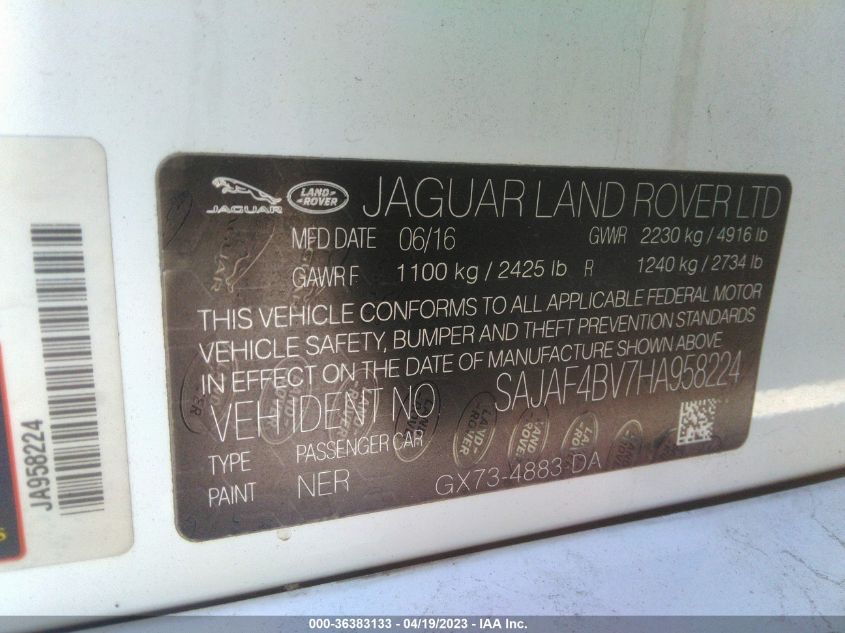 JAGUAR LAND-ROVER JAGUAR LAND ROVER LTD
MFD DATE 06/16 GVWR 2230 kg / 4916 lb
GAWR F 1100 kg / 2425 lb R 1240 kg / 2734 lb
THIS VEHICLE CONFORMS TO ALL APPLICABLE FEDERAL MOTOR
VEHICLE SAFETY, BUMPER AND THEFT PREVENTION STANDARDS
IN EFFECT ON THE DATE OF MANUFACTURE SHOWN ABOVE
VEH IDENT NO. SAJAF4BV7HA958224
TYPE PASSENGER CAR
PAINT NER GX73-4883-DA
JA958224
000-36383133 - 04/19/2023 - IAA Inc.